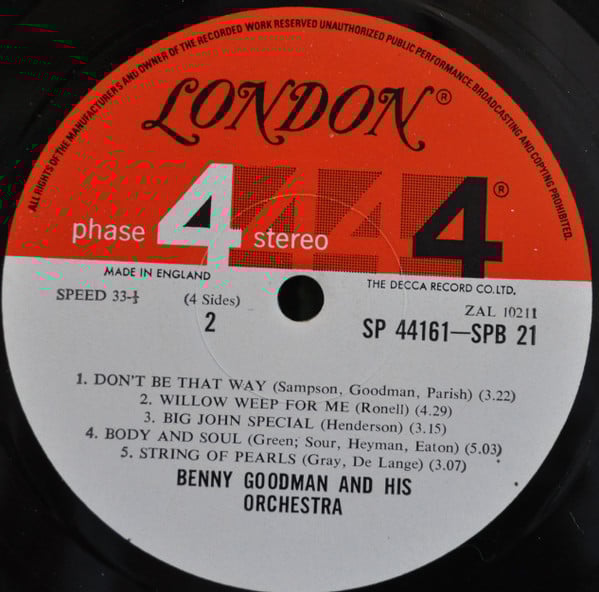 ALL RIGHTS OF THE MANUFACTURERS AND OWNER OF THE RECORDED WORK RESERVED UNAUTHORIZED PUBLIC PERFORMANCE, BROADCASTING AND COPYING PROHIBITED.
LONDON®
phase 4 stereo 4 4 4®
MADE IN ENGLAND
THE DECCA RECORD CO. LTD.
SPEED 33-⅓
(4 Sides)
2
ZAL 10211
SP 44161—SPB 21
1. DON'T BE THAT WAY (Sampson, Goodman, Parish) (3.22)
2. WILLOW WEEP FOR ME (Ronell) (4.29)
3. BIG JOHN SPECIAL (Henderson) (3.15)
4. BODY AND SOUL (Green; Sour, Heyman, Eaton) (5.03)
5. STRING OF PEARLS (Gray, De Lange) (3.07)
BENNY GOODMAN AND HIS
ORCHESTRA